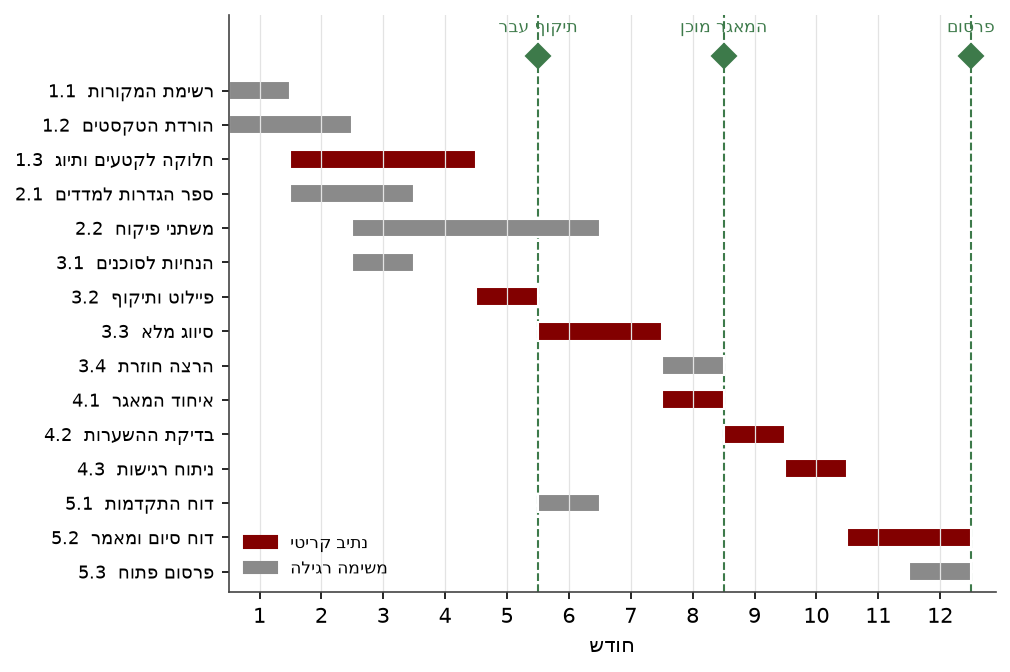 תיקוף עבר
המאגר מוכן
פרסום
1.1 רשימת המקורות
1.2 הורדת הטקסטים
1.3 חלוקה לקטעים ותיוג
2.1 ספר הגדרות למדדים
2.2 משתני פיקוח
3.1 הנחיות לסוכנים
3.2 פיילוט ותיקוף
3.3 סיווג מלא
3.4 הרצה חוזרת
4.1 איחוד המאגר
4.2 בדיקת ההשערות
4.3 ניתוח רגישות
5.1 דוח התקדמות
5.2 דוח סיום ומאמר
5.3 פרסום פתוח
נתיב קריטי
משימה רגילה
1 2 3 4 5 6 7 8 9 10 11 12
חודש